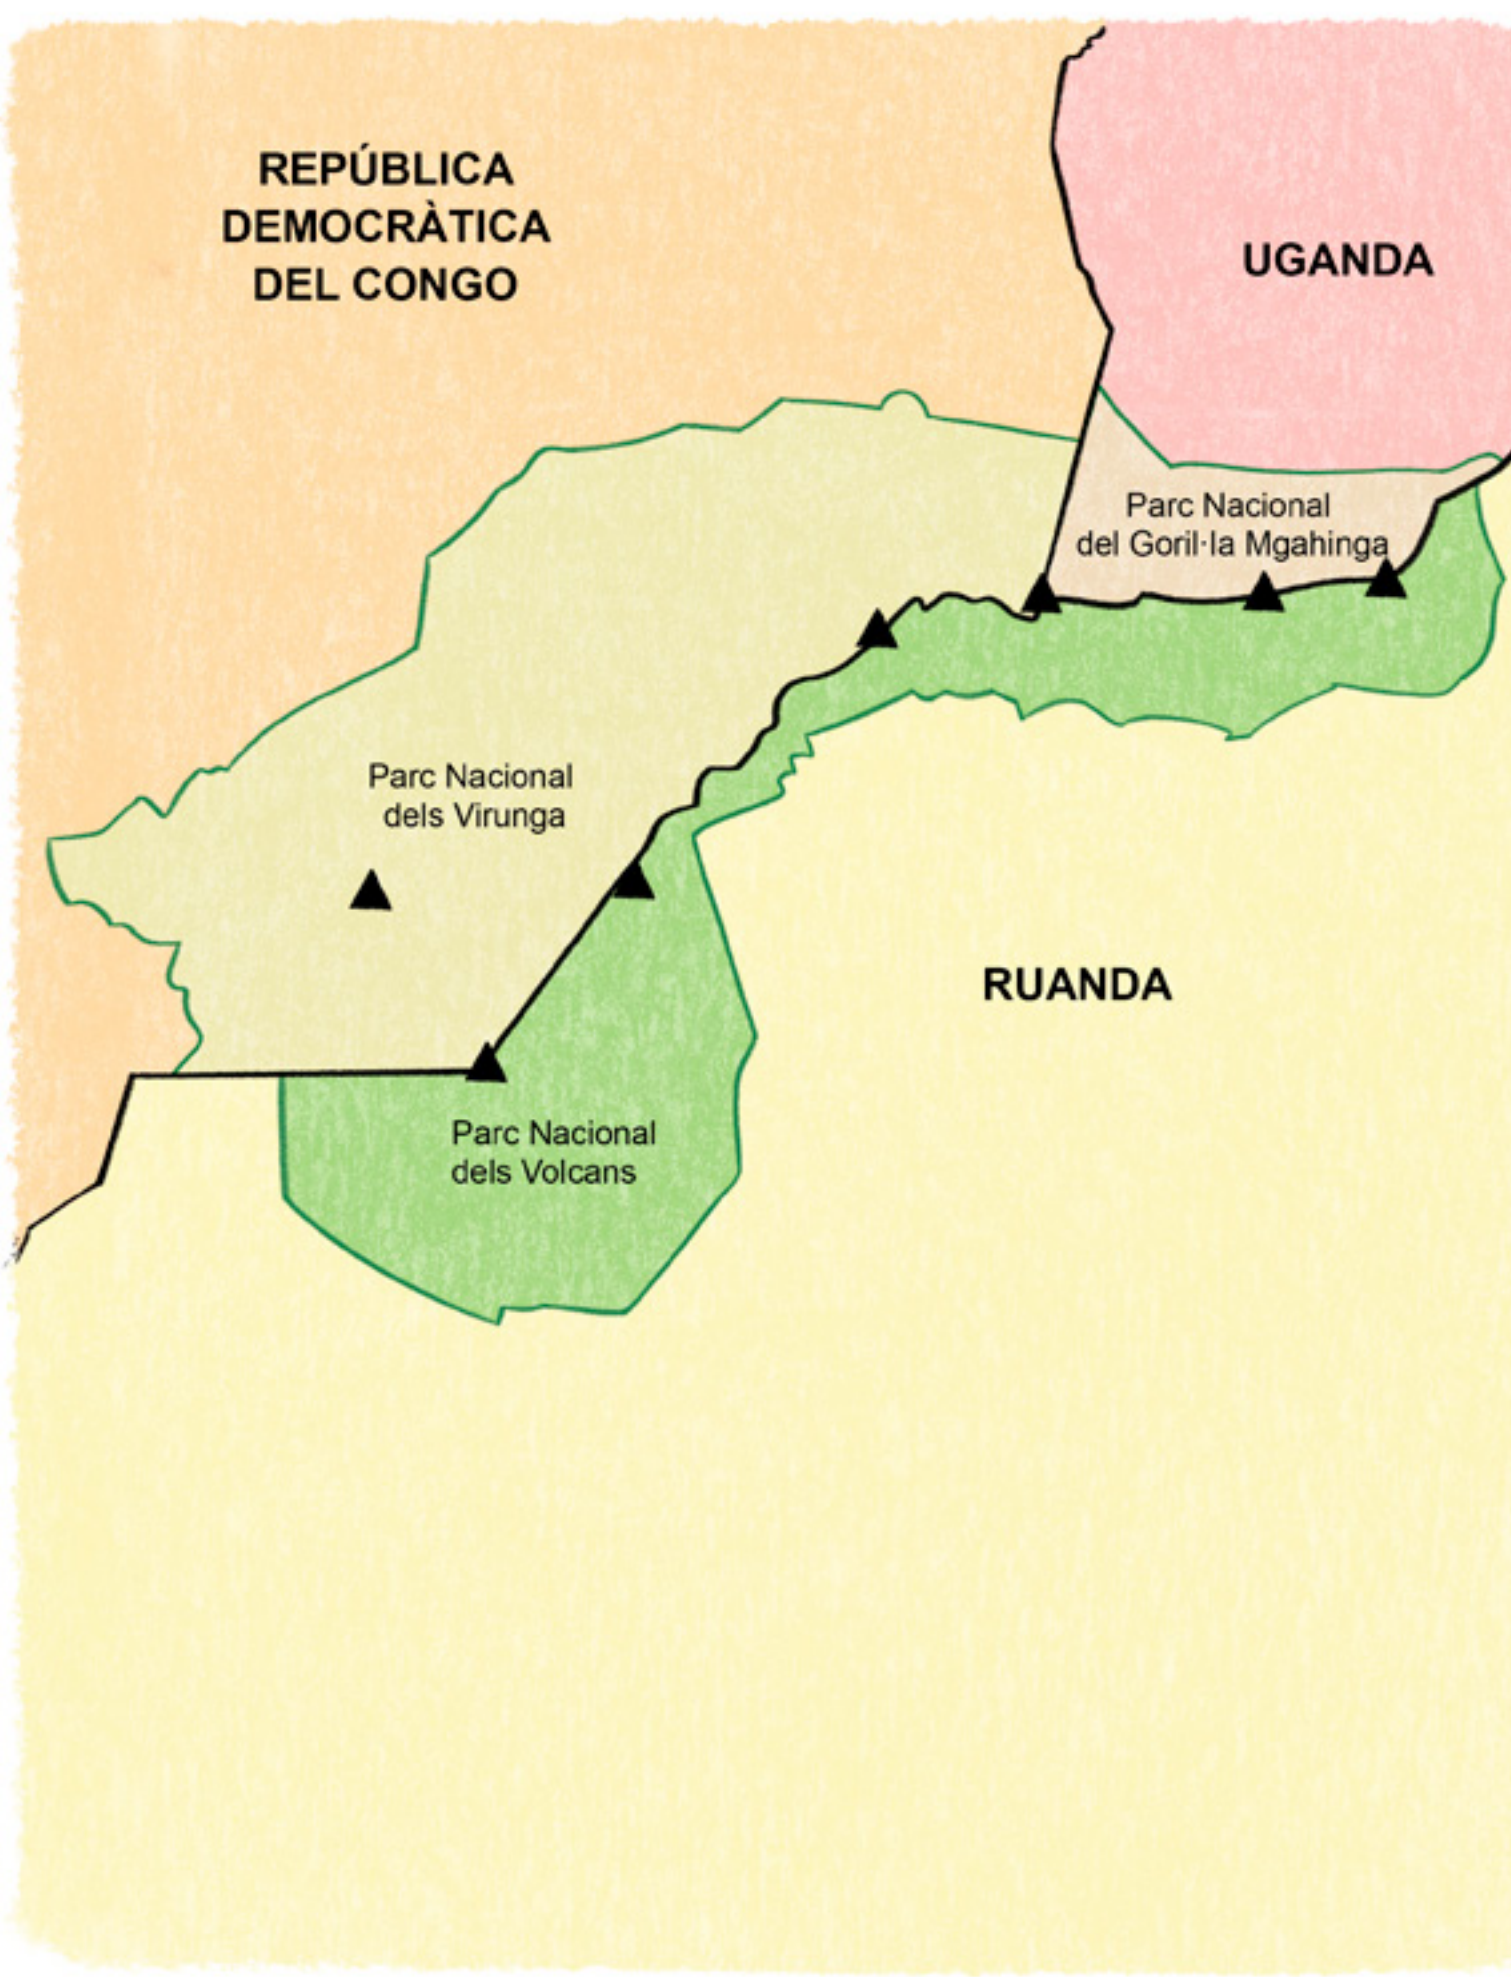 REPÚBLICA
DEMOCRÀTICA
DEL CONGO
UGANDA
Parc Nacional
del Goril·la Mgahinga
Parc Nacional
dels Virunga
RUANDA
Parc Nacional
dels Volcans